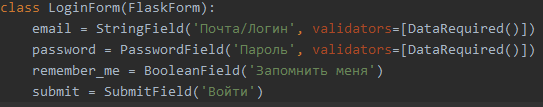 class LoginForm(FlaskForm):
    email = StringField('Почта/Логин', validators=[DataRequired()])
    password = PasswordField('Пароль', validators=[DataRequired()])
    remember_me = BooleanField('Запомнить меня')
    submit = SubmitField('Войти')